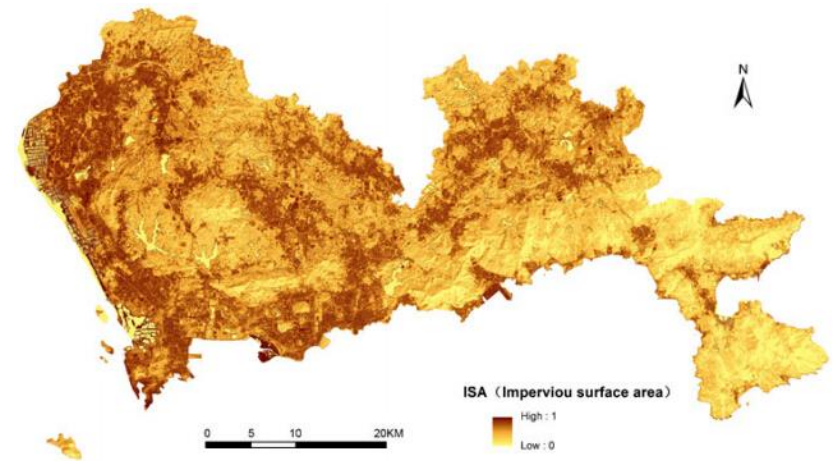 N
ISA（Imperviou surface area）
High : 1
Low : 0
0 5 10 20KM